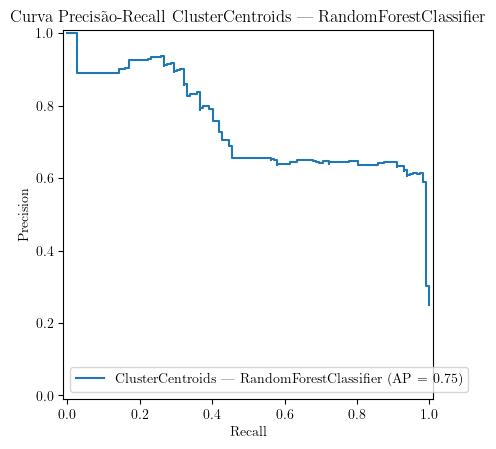 Curva Precisão-Recall ClusterCentroids — RandomForestClassifier
1.0
0.8
0.6
0.4
0.2
0.0
Precision
ClusterCentroids — RandomForestClassifier (AP = 0.75)
0.0 0.2 0.4 0.6 0.8 1.0
Recall